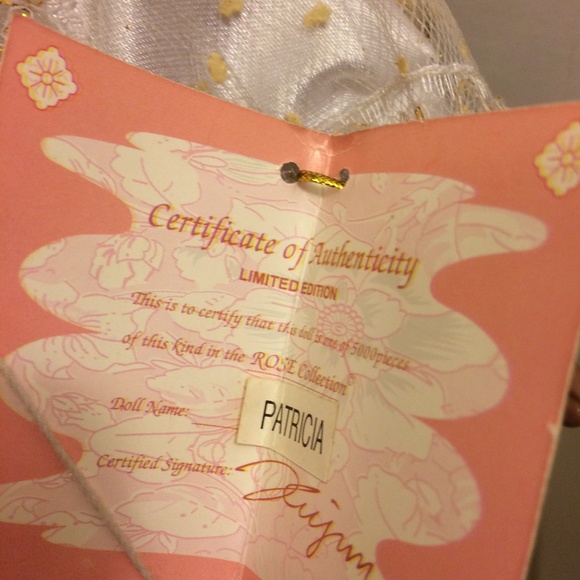 Certificate of Authenticity
LIMITED EDITION
This is to certify that this doll is one of 5000pieces
of this kind in the ROSE Collection©
Doll Name: PATRICIA
Certified Signature: